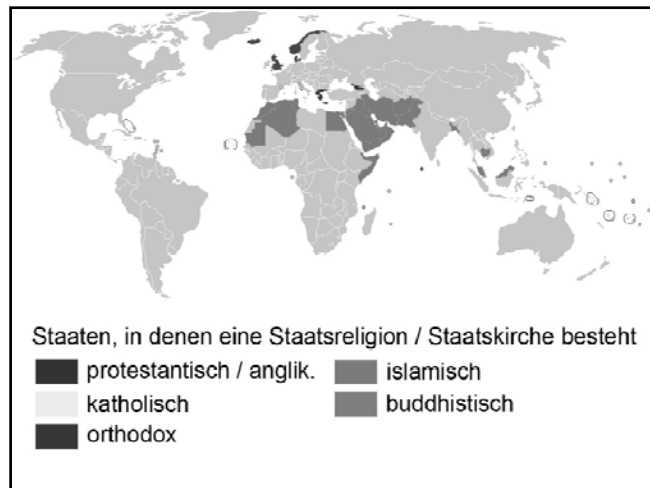 Staaten, in denen eine Staatsreligion / Staatskirche besteht
protestantisch / anglik.
islamisch
katholisch
buddhistisch
orthodox